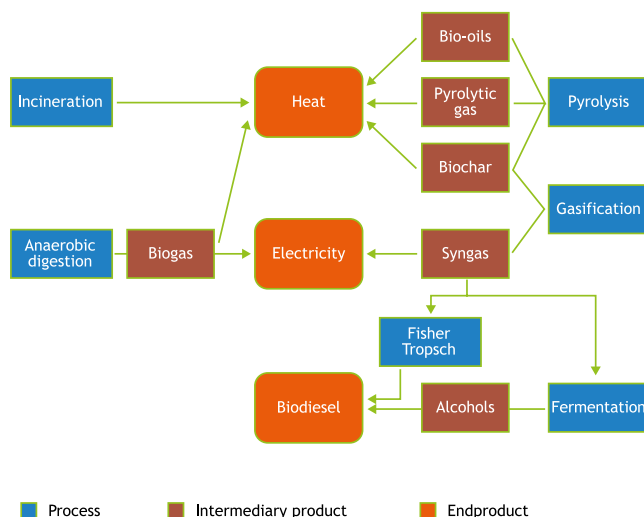 Bio-oils
Incineration
Heat
Pyrolytic
gas
Pyrolysis
Biochar
Gasification
Anaerobic
digestion
Biogas
Electricity
Syngas
Fisher
Tropsch
Biodiesel
Alcohols
Fermentation
Process
Intermediary product
Endproduct